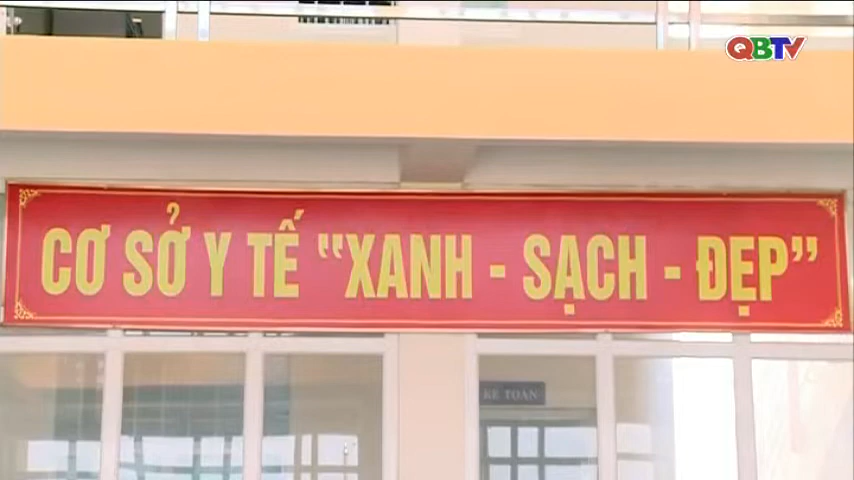 QBTV
CƠ SỞ Y TẾ "XANH - SẠCH - ĐẸP"
KẾ TOÁN